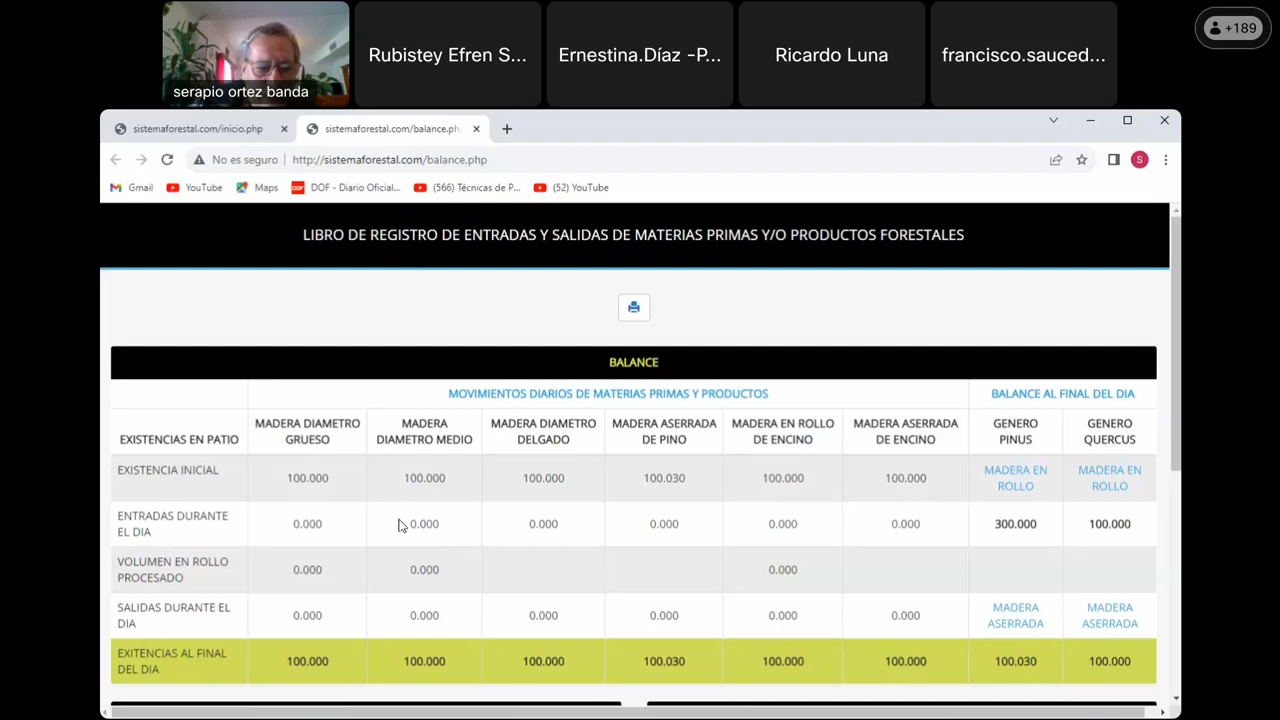 serapio ortez banda
Rubistey Efren S...
Ernestina.Díaz -P...
Ricardo Luna
francisco.sauced...
+189
sistemaforestal.com/inicio.php
sistemaforestal.com/balance.ph
No es seguro
http://sistemaforestal.com/balance.php
S
Gmail
YouTube
Maps
DOF
DOF - Diario Oficial...
(566) Técnicas de P...
(52) YouTube
LIBRO DE REGISTRO DE ENTRADAS Y SALIDAS DE MATERIAS PRIMAS Y/O PRODUCTOS FORESTALES
BALANCE
MOVIMIENTOS DIARIOS DE MATERIAS PRIMAS Y PRODUCTOS
BALANCE AL FINAL DEL DIA
EXISTENCIAS EN PATIO
MADERA DIAMETRO
GRUESO
MADERA
DIAMETRO MEDIO
MADERA DIAMETRO
DELGADO
MADERA ASERRADA
DE PINO
MADERA EN ROLLO
DE ENCINO
MADERA ASERRADA
DE ENCINO
GENERO
PINUS
GENERO
QUERCUS
EXISTENCIA INICIAL
100.000
100.000
100.000
100.030
100.000
100.000
MADERA EN
ROLLO
MADERA EN
ROLLO
ENTRADAS DURANTE
EL DIA
0.000
0.000
0.000
0.000
0.000
0.000
300.000
100.000
VOLUMEN EN ROLLO
PROCESADO
0.000
0.000
0.000
SALIDAS DURANTE EL
DIA
0.000
0.000
0.000
0.000
0.000
0.000
MADERA
ASERRADA
MADERA
ASERRADA
EXITENCIAS AL FINAL
DEL DIA
100.000
100.000
100.000
100.030
100.000
100.000
100.030
100.000